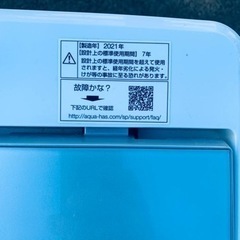 【製造年】2021年
【設計上の標準使用期間】7年
設計上の標準使用期間を超えて使用
されますと、経年劣化による発火・
けが等の事故に至る恐れがあります。
故障かな?
下記のURLで確認
http://aqua-has.com/sp/support/faq/